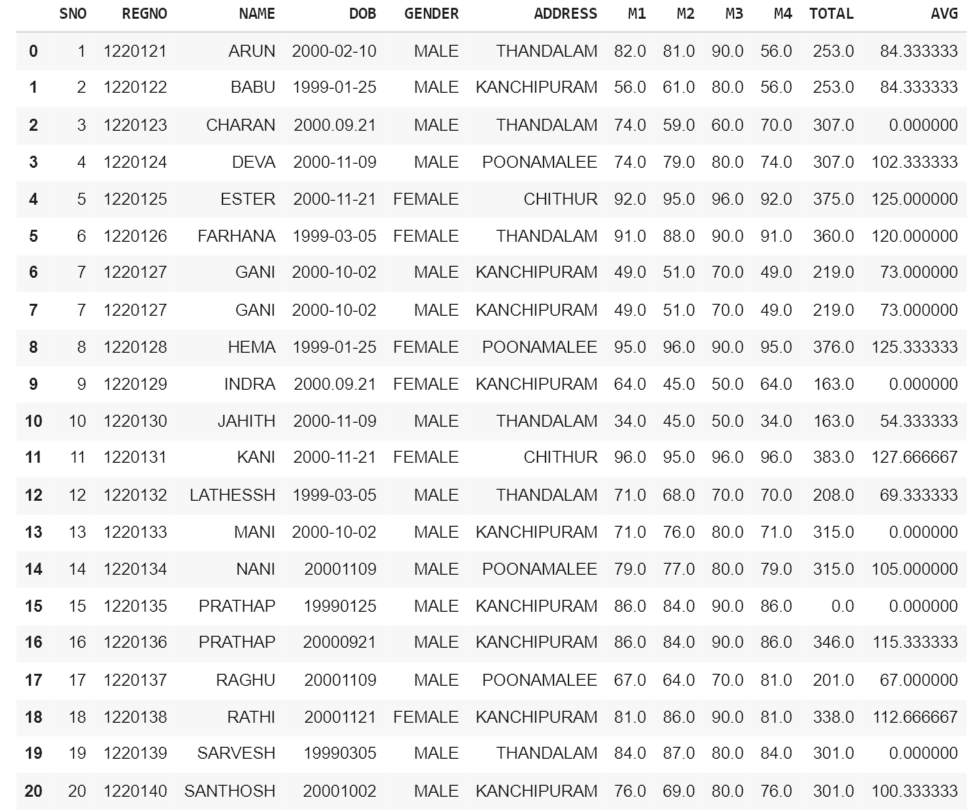 SNO REGNO NAME DOB GENDER ADDRESS M1 M2 M3 M4 TOTAL AVG
0 1 1220121 ARUN 2000-02-10 MALE THANDALAM 82.0 81.0 90.0 56.0 253.0 84.333333
1 2 1220122 BABU 1999-01-25 MALE KANCHIPURAM 56.0 61.0 80.0 56.0 253.0 84.333333
2 3 1220123 CHARAN 2000.09.21 MALE THANDALAM 74.0 59.0 60.0 70.0 307.0 0.000000
3 4 1220124 DEVA 2000-11-09 MALE POONAMALEE 74.0 79.0 80.0 74.0 307.0 102.333333
4 5 1220125 ESTER 2000-11-21 FEMALE CHITHUR 92.0 95.0 96.0 92.0 375.0 125.000000
5 6 1220126 FARHANA 1999-03-05 FEMALE THANDALAM 91.0 88.0 90.0 91.0 360.0 120.000000
6 7 1220127 GANI 2000-10-02 MALE KANCHIPURAM 49.0 51.0 70.0 49.0 219.0 73.000000
7 7 1220127 GANI 2000-10-02 MALE KANCHIPURAM 49.0 51.0 70.0 49.0 219.0 73.000000
8 8 1220128 HEMA 1999-01-25 FEMALE POONAMALEE 95.0 96.0 90.0 95.0 376.0 125.333333
9 9 1220129 INDRA 2000.09.21 FEMALE KANCHIPURAM 64.0 45.0 50.0 64.0 163.0 0.000000
10 10 1220130 JAHITH 2000-11-09 MALE THANDALAM 34.0 45.0 50.0 34.0 163.0 54.333333
11 11 1220131 KANI 2000-11-21 FEMALE CHITHUR 96.0 95.0 96.0 96.0 383.0 127.666667
12 12 1220132 LATHESSH 1999-03-05 MALE THANDALAM 71.0 68.0 70.0 70.0 208.0 69.333333
13 13 1220133 MANI 2000-10-02 MALE KANCHIPURAM 71.0 76.0 80.0 71.0 315.0 0.000000
14 14 1220134 NANI 20001109 MALE POONAMALEE 79.0 77.0 80.0 79.0 315.0 105.000000
15 15 1220135 PRATHAP 19990125 MALE KANCHIPURAM 86.0 84.0 90.0 86.0 0.0 0.000000
16 16 1220136 PRATHAP 20000921 MALE KANCHIPURAM 86.0 84.0 90.0 86.0 346.0 115.333333
17 17 1220137 RAGHU 20001109 MALE POONAMALEE 67.0 64.0 70.0 81.0 201.0 67.000000
18 18 1220138 RATHI 20001121 FEMALE KANCHIPURAM 81.0 86.0 90.0 81.0 338.0 112.666667
19 19 1220139 SARVESH 19990305 MALE THANDALAM 84.0 87.0 80.0 84.0 301.0 0.000000
20 20 1220140 SANTHOSH 20001002 MALE KANCHIPURAM 76.0 69.0 80.0 76.0 301.0 100.333333